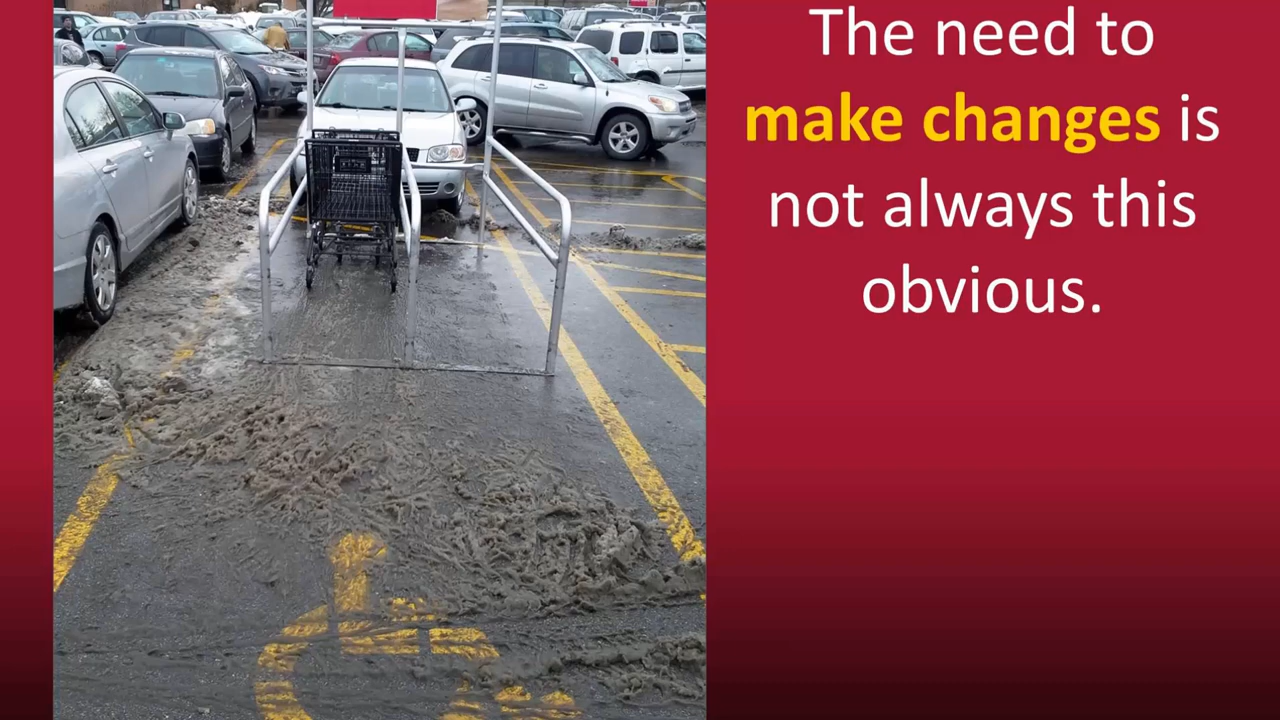 The need to
make changes is
not always this
obvious.